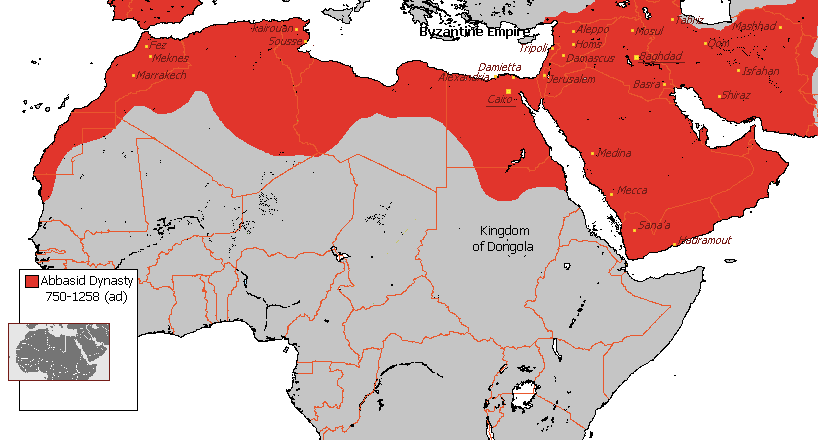 Kairouan
Sousse
Byzantine Empire
Aleppo
Mosul
Tabriz
Mashhad
Fez
Meknes
Marrakech
Tripoli
Homs
Damascus
Baghdad
Qom
Isfahan
Damietta
Alexandria
Jerusalem
Basra
Shiraz
Cairo
Medina
Mecca
Sana'a
Hadramout
Kingdom
of Dongola
Abbasid Dynasty
750-1258 (ad)